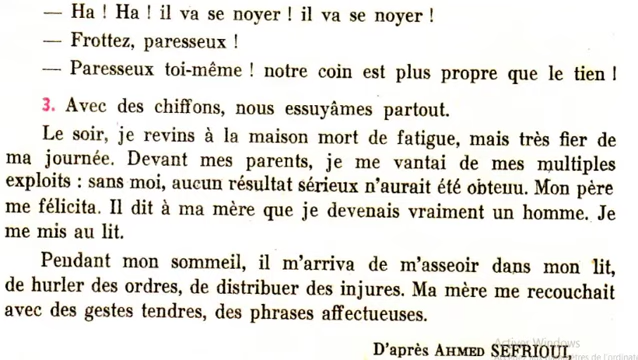 — Ha ! Ha ! il va se noyer ! il va se noyer !
— Frottez, paresseux !
— Paresseux toi-même ! notre coin est plus propre que le tien !
3. Avec des chiffons, nous essuyâmes partout.
Le soir, je revins à la maison mort de fatigue, mais très fier de
ma journée. Devant mes parents, je me vantai de mes multiples
exploits : sans moi, aucun résultat sérieux n'aurait été obtenu. Mon père
me félicita. Il dit à ma mère que je devenais vraiment un homme. Je
me mis au lit.
Pendant mon sommeil, il m'arriva de m'asseoir dans mon lit,
de hurler des ordres, de distribuer des injures. Ma mère me recouchait
avec des gestes tendres, des phrases affectueuses.
Activer Windows
D'après AHMED SEFRIOUI,